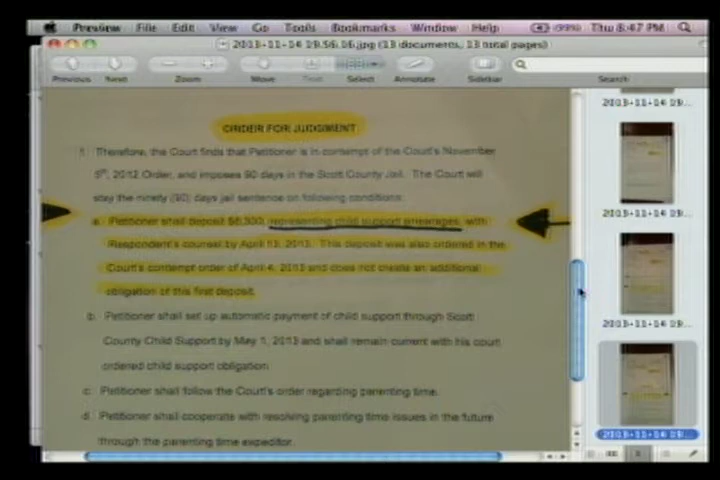 Preview File Edit View Go Tools Bookmarks Window Help (99%) Thu 8:47 PM
2013-11-14 19.56.06.jpg (13 documents, 13 total pages)
Previous Next Zoom Move Text Select Annotate Sidebar Search
ORDER FOR JUDGMENT
1. Therefore, the Court finds that Petitioner is in contempt of the Court's November
5th, 2012 Order, and imposes 90 days in the Scott County Jail. The Court will
stay the ninety (90) days jail sentence on following conditions:
a. Petitioner shall deposit representing child support arrearages with
Respondent's counsel by April 2013. This deposit was also ordered in the
Court's contempt order of April 4, 2013 and does not create an additional
obligation of this first deposit.
b. Petitioner shall set up automatic payment of child support through Scott
County Child Support by May 1, 2013 and shall remain current with his court
ordered child support obligation.
c. Petitioner shall follow the Court's order regarding parenting time.
d. Petitioner shall cooperate with resolving parenting time issues in the future
through the parenting time expeditor.
2013-11-14 19...
2013-11-14 19...
2013-11-14 19...
2013-11-14 19...